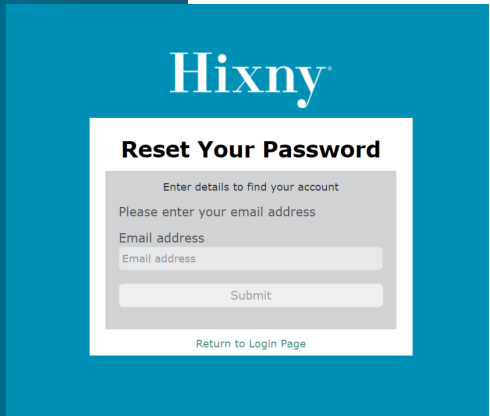 Hixny
Reset Your Password
Enter details to find your account
Please enter your email address
Email address
Email address
Submit
Return to Login Page